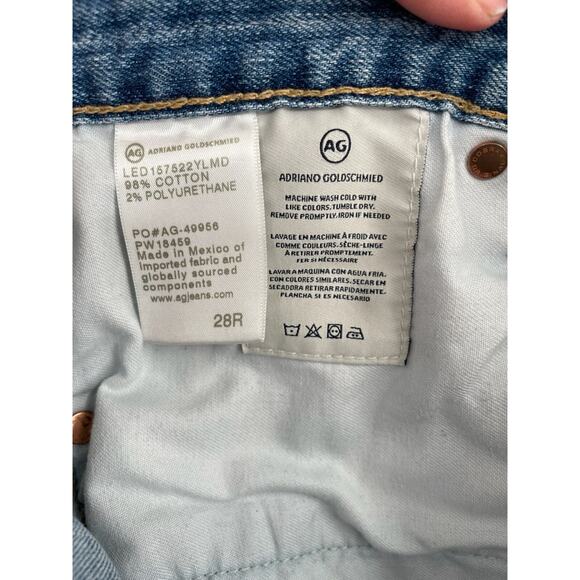 AG ADRIANO GOLDSCHMIED
LED157522YLMD
98% COTTON
2% POLYURETHANE
PO#AG-49956
PW18459
Made in Mexico of
Imported fabric and
globally sourced
components
www.agjeans.com
28R
AG
ADRIANO GOLDSCHMIED
MACHINE WASH COLD WITH
LIKE COLORS. TUMBLE DRY.
REMOVE PROMPTLY. IRON IF NEEDED
LAVAGE EN MACHINE À FROID AVEC
COMME COULEURS. SÈCHE-LINGE
À RETIRER PROMPTEMENT.
FER SI NÉCESSAIRE
LAVAR A MAQUINA CON AGUA FRIA.
CON COLORES SIMILARES. SECAR EN
SECADORA RETIRAR RAPIDAMENTE.
PLANCHA SI ES NECESARIO